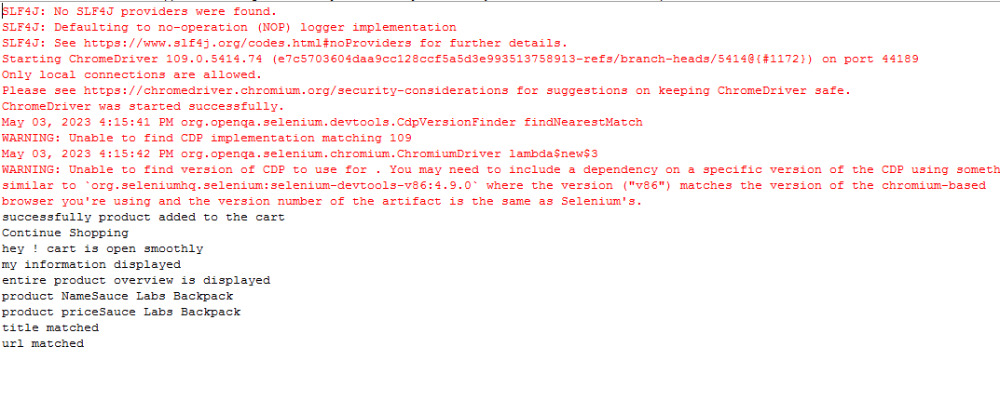 SLF4J: No SLF4J providers were found.
SLF4J: Defaulting to no-operation (NOP) logger implementation
SLF4J: See https://www.slf4j.org/codes.html#noProviders for further details.
Starting ChromeDriver 109.0.5414.74 (e7c5703604daa9cc128ccf5a5d3e993513758913-refs/branch-heads/5414@{#1172}) on port 44189
Only local connections are allowed.
Please see https://chromedriver.chromium.org/security-considerations for suggestions on keeping ChromeDriver safe.
ChromeDriver was started successfully.
May 03, 2023 4:15:41 PM org.openqa.selenium.devtools.CdpVersionFinder findNearestMatch
WARNING: Unable to find CDP implementation matching 109
May 03, 2023 4:15:42 PM org.openqa.selenium.chromium.ChromiumDriver lambda$new$3
WARNING: Unable to find version of CDP to use for . You may need to include a dependency on a specific version of the CDP using someth
similar to `org.seleniumhq.selenium:selenium-devtools-v86:4.9.0` where the version ("v86") matches the version of the chromium-based
browser you're using and the version number of the artifact is the same as Selenium's.
successfully product added to the cart
Continue Shopping
hey ! cart is open smoothly
my information displayed
entire product overview is displayed
product NameSauce Labs Backpack
product priceSauce Labs Backpack
title matched
url matched